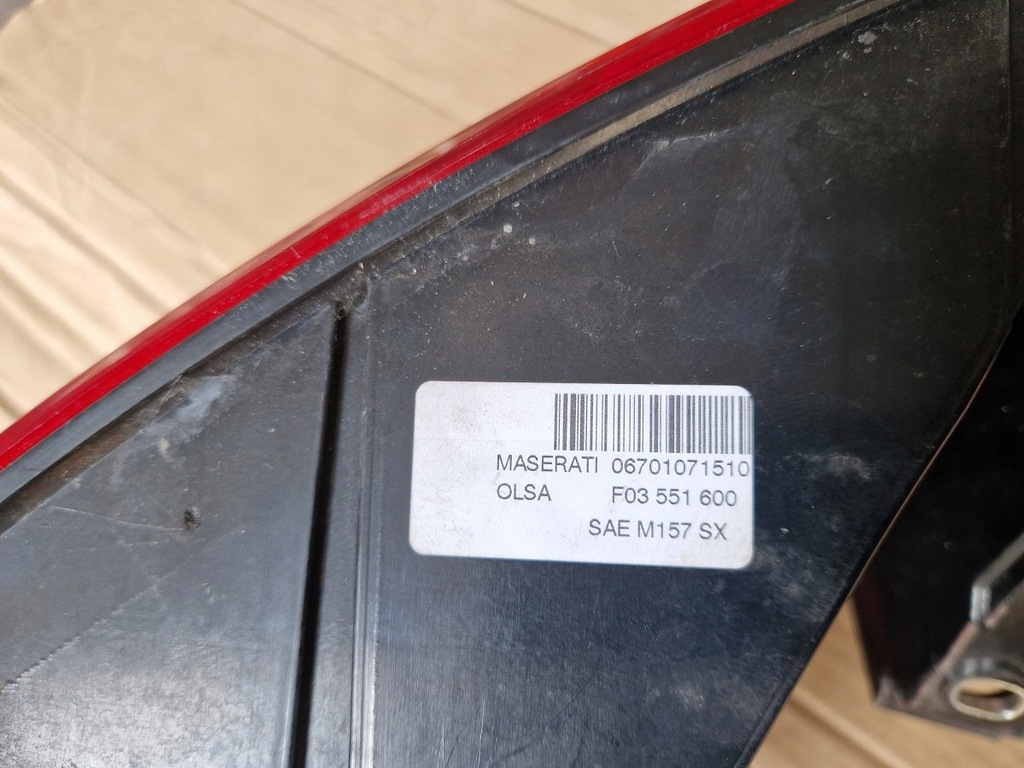 MASERATI 06701071510
OLSA F03 551 600
SAE M157 SX